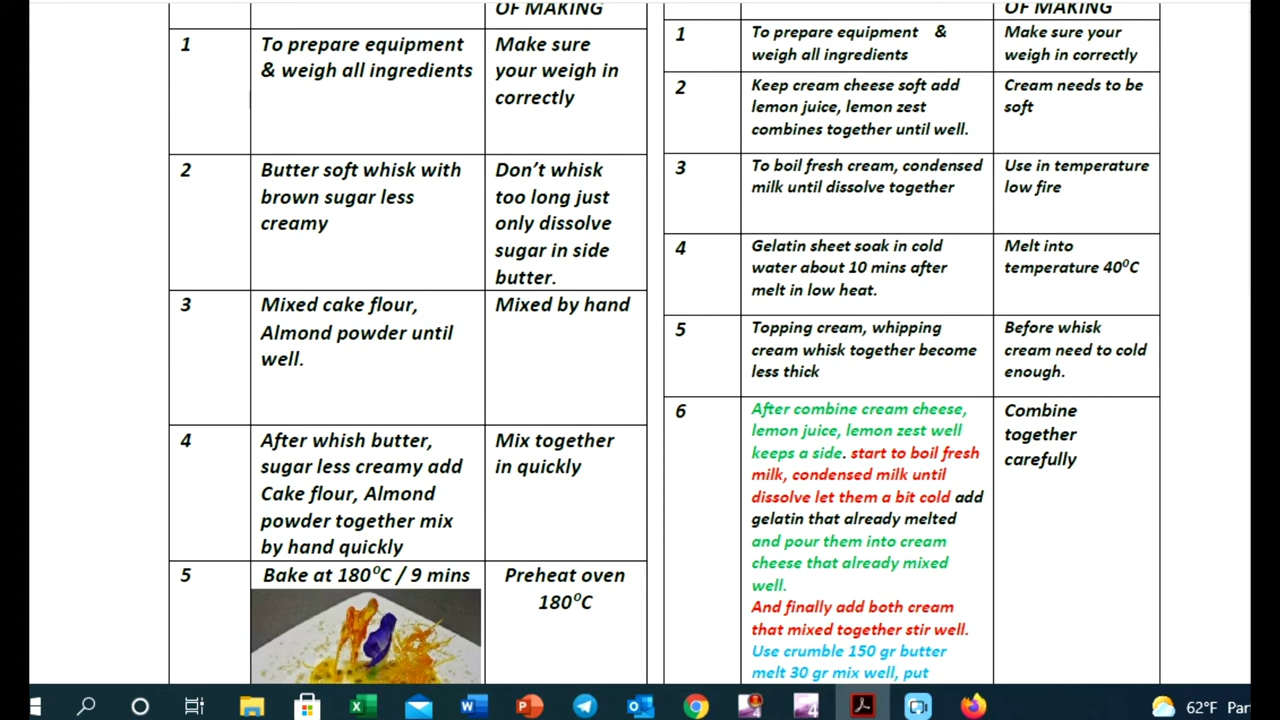 OF MAKING
1
To prepare equipment
& weigh all ingredients
Make sure
your weigh in
correctly
2
Butter soft whisk with
brown sugar less
creamy
Don't whisk
too long just
only dissolve
sugar in side
butter.
3
Mixed cake flour,
Almond powder until
well.
Mixed by hand
4
After whish butter,
sugar less creamy add
Cake flour, Almond
powder together mix
by hand quickly
Mix together
in quickly
5
Bake at 180⁰C / 9 mins
Preheat oven
180⁰C
OF MAKING
1
To prepare equipment &
weigh all ingredients
Make sure your
weigh in correctly
2
Keep cream cheese soft add
lemon juice, lemon zest
combines together until well.
Cream needs to be
soft
3
To boil fresh cream, condensed
milk until dissolve together
Use in temperature
low fire
4
Gelatin sheet soak in cold
water about 10 mins after
melt in low heat.
Melt into
temperature 40⁰C
5
Topping cream, whipping
cream whisk together become
less thick
Before whisk
cream need to cold
enough.
6
After combine cream cheese,
lemon juice, lemon zest well
keeps a side. start to boil fresh
milk, condensed milk until
dissolve let them a bit cold add
gelatin that already melted
and pour them into cream
cheese that already mixed
well.
And finally add both cream
that mixed together stir well.
Use crumble 150 gr butter
melt 30 gr mix well, put
Combine
together
carefully
62°F Par